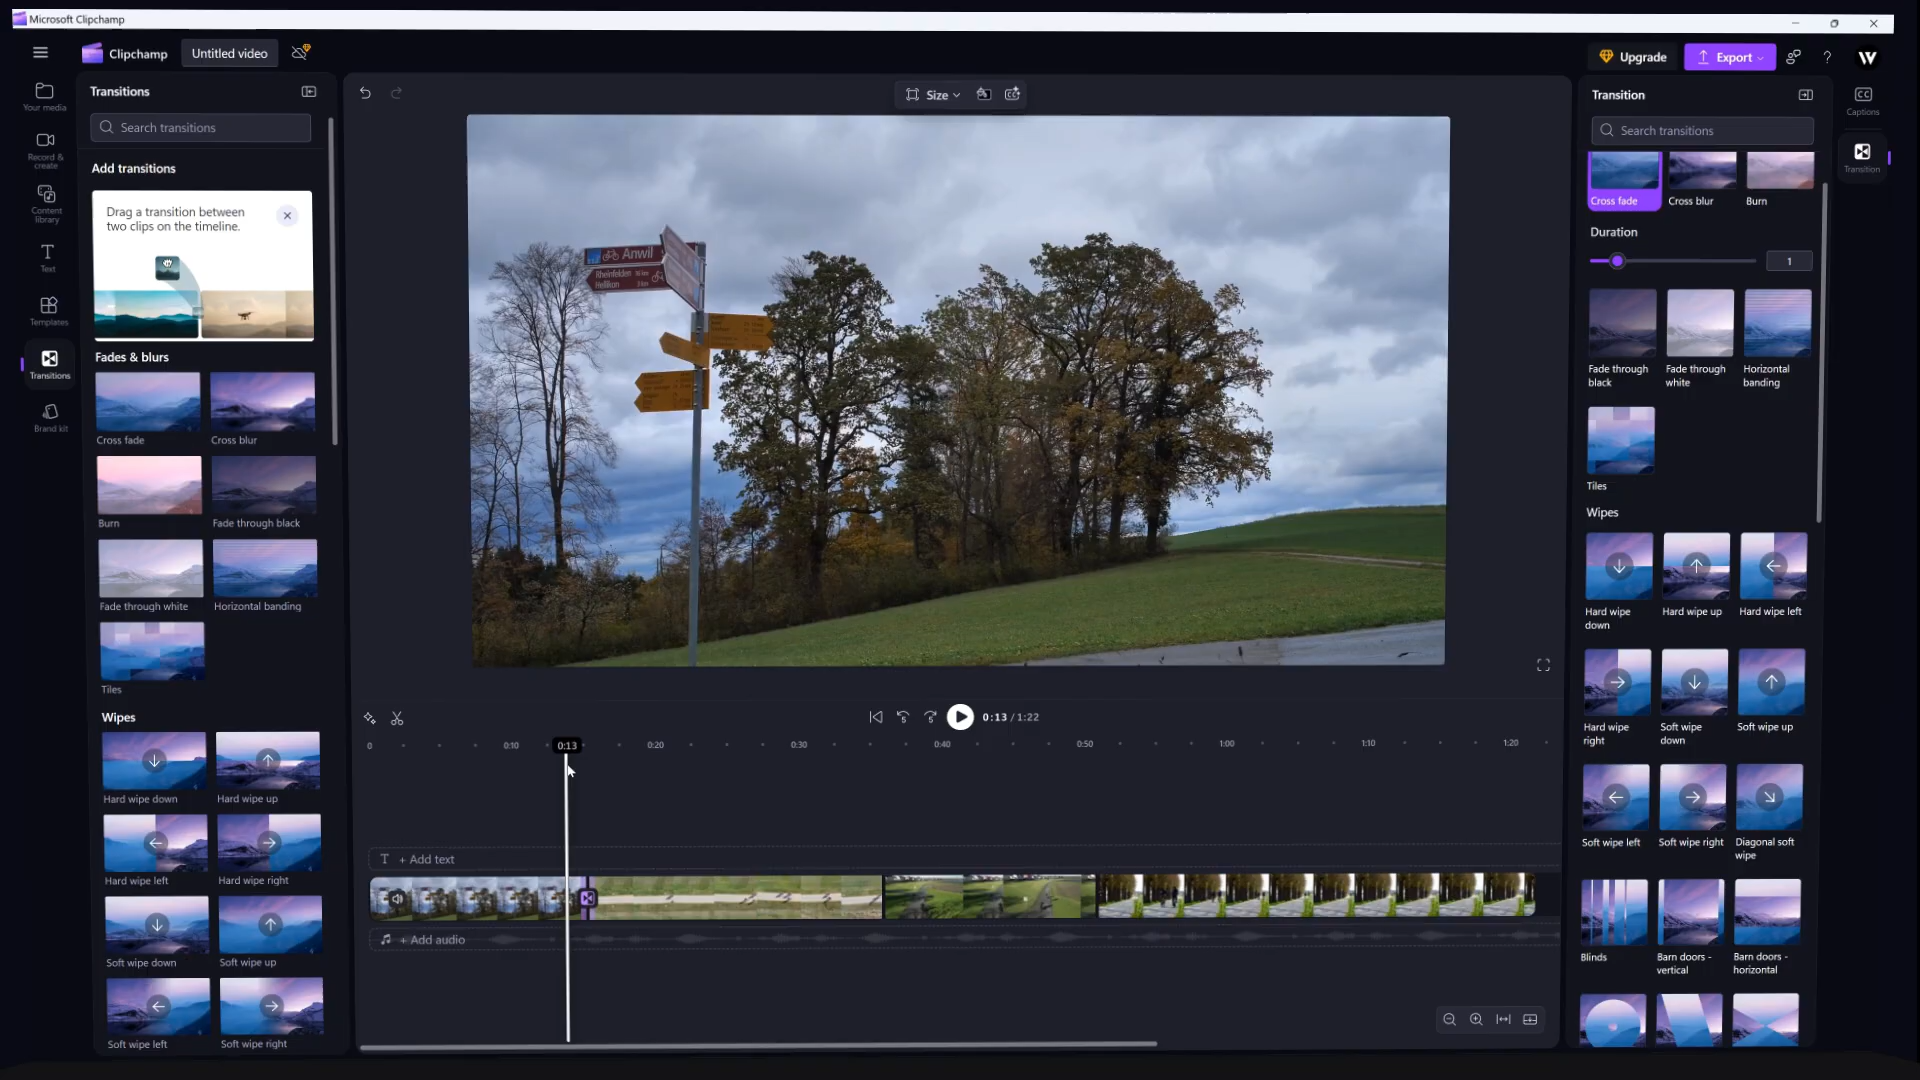 Microsoft Clipchamp
Clipchamp
Untitled video
Upgrade
Export
?
W
Your media
Record &
create
Content
library
Text
Templates
Transitions
Brand kit
Transitions
Search transitions
Add transitions
Drag a transition between
two clips on the timeline.
Fades & blurs
Cross fade
Cross blur
Burn
Fade through black
Fade through white
Horizontal banding
Tiles
Wipes
Hard wipe down
Hard wipe up
Hard wipe left
Hard wipe right
Soft wipe down
Soft wipe up
Soft wipe left
Soft wipe right
Size
Anwil
Rheinfelden
Hellikon
0:13 / 1:22
0
0:10
0:13
0:20
0:30
0:40
0:50
1:00
1:10
1:20
T + Add text
+ Add audio
Transition
Search transitions
Cross fade
Cross blur
Burn
Duration
1
Fade through
black
Fade through
white
Horizontal
banding
Tiles
Wipes
Hard wipe
down
Hard wipe up
Hard wipe left
Hard wipe
right
Soft wipe
down
Soft wipe up
Soft wipe left
Soft wipe right
Diagonal soft
wipe
Blinds
Barn doors -
vertical
Barn doors -
horizontal
CC
Captions
Transition